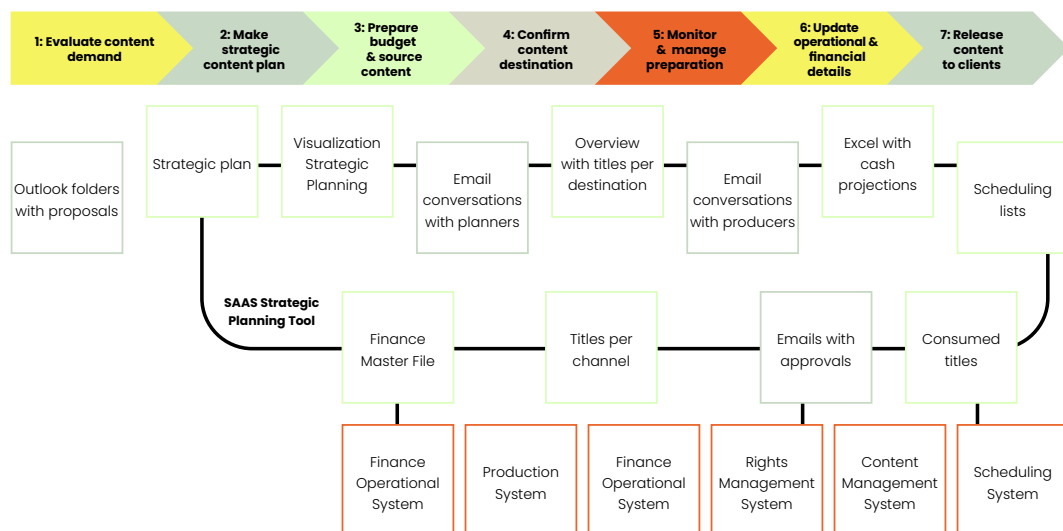 1: Evaluate content
demand
2: Make
strategic
content plan
3: Prepare
budget
& source
content
4: Confirm
content
destination
5: Monitor
& manage
preparation
6: Update
operational &
financial
details
7: Release
content
to clients
Outlook folders
with proposals
Strategic plan
Visualization
Strategic
Planning
Email
conversations
with planners
Overview
with titles per
destination
Email
conversations
with producers
Excel with
cash
projections
Scheduling
lists
SAAS Strategic
Planning Tool
Finance
Master File
Titles per
channel
Emails with
approvals
Consumed
titles
Finance
Operational
System
Production
System
Finance
Operational
System
Rights
Management
System
Content
Management
System
Scheduling
System